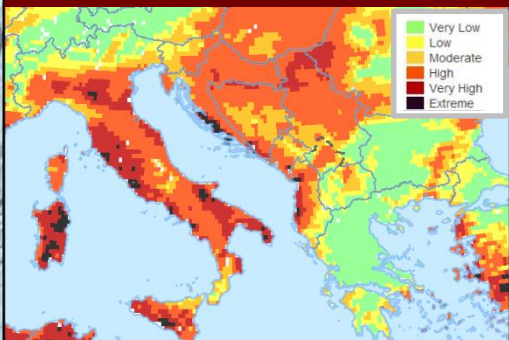 Very Low
Low
Moderate
High
Very High
Extreme